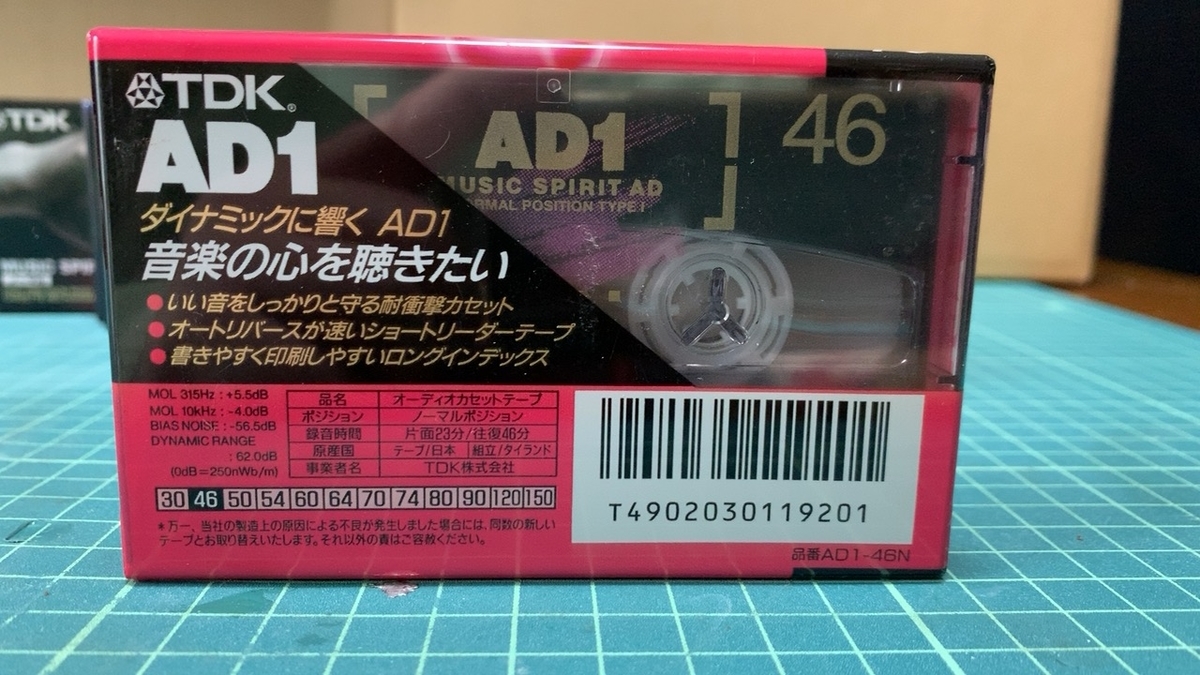 TDK
AD1
ダイナミックに響く AD1
音楽の心を聴きたい
●いい音をしっかりと守る耐衝撃カセット
●オートリバースが速いショートリーダーテープ
●書きやすく印刷しやすいロングインデックス
AD1
46
MUSIC SPIRIT AD
NORMAL POSITION TYPE I
MOL 315Hz : +5.5dB
MOL 10kHz : -4.0dB
BIAS NOISE : -56.5dB
DYNAMIC RANGE
: 62.0dB
(0dB=250nWb/m)
品名 オーディオカセットテープ
ポジション ノーマルポジション
録音時間 片面23分/往復46分
原産国 テープ/日本 組立/タイランド
事業者名 TDK株式会社
30 46 50 54 60 64 70 74 80 90 120 150
*万一、当社の製造上の原因による不良が発生しました場合には、同数の新しい
テープとお取り替えいたします。それ以外の責はご容赦ください。
T4902030119201
品番AD1-46N
TDK
MUSIC